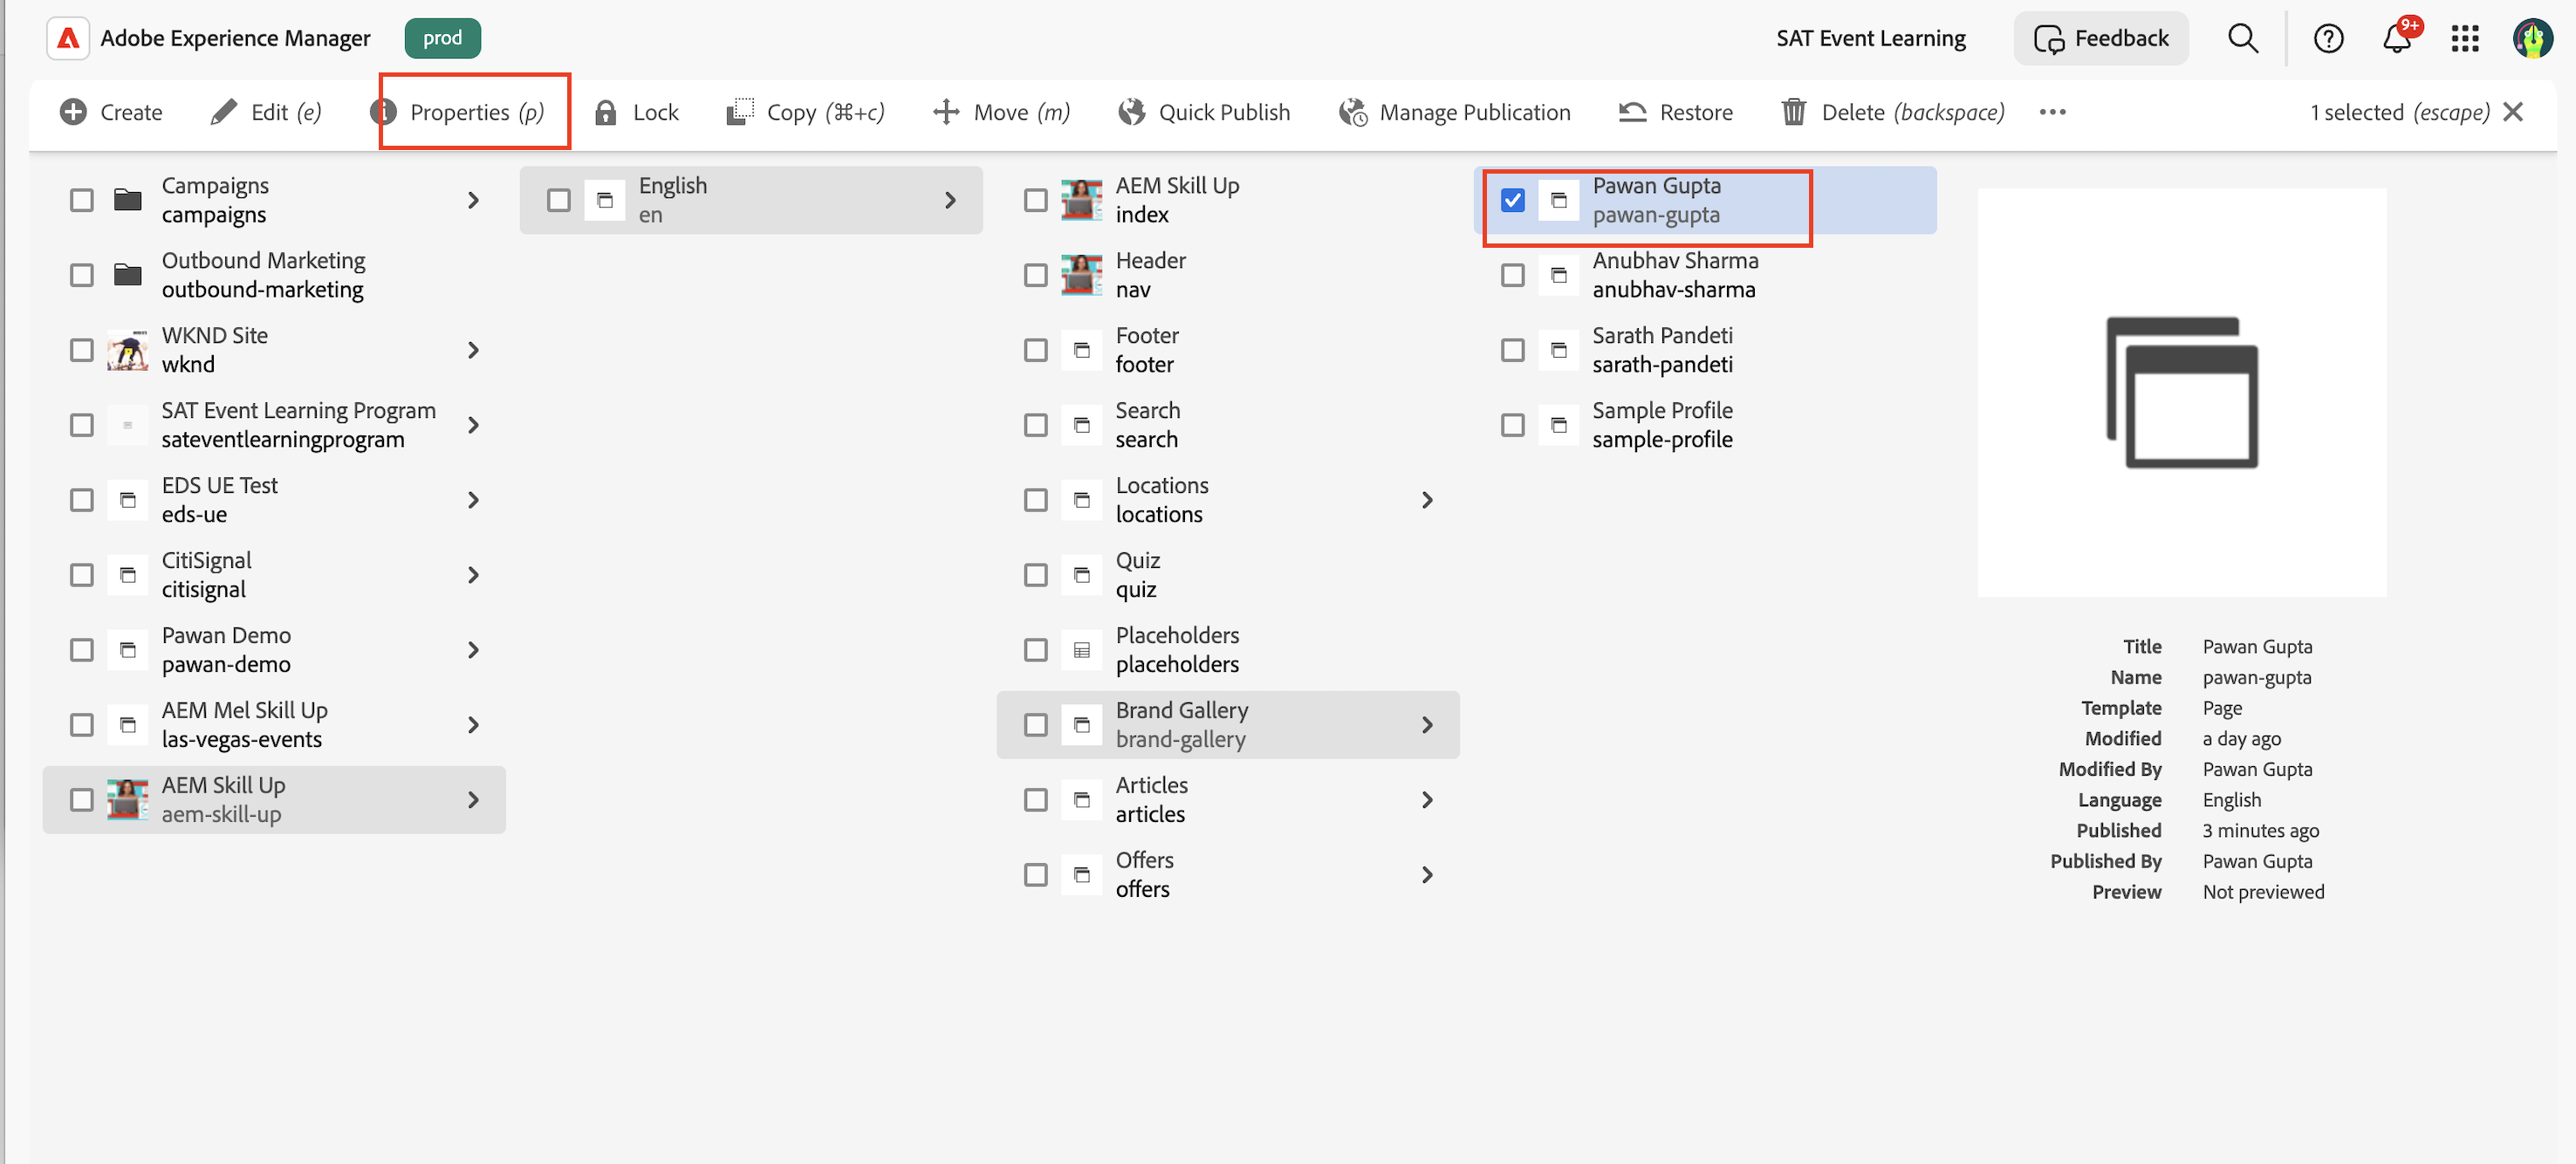 Adobe Experience Manager
prod
SAT Event Learning
Feedback
9+
Create
Edit (e)
Properties (p)
Lock
Copy (⌘+c)
Move (m)
Quick Publish
Manage Publication
Restore
Delete (backspace)
1 selected (escape)
Campaigns
campaigns
Outbound Marketing
outbound-marketing
WKND Site
wknd
SAT Event Learning Program
sateventlearningprogram
EDS UE Test
eds-ue
CitiSignal
citisignal
Pawan Demo
pawan-demo
AEM Mel Skill Up
las-vegas-events
AEM Skill Up
aem-skill-up
English
en
AEM Skill Up
index
Header
nav
Footer
footer
Search
search
Locations
locations
Quiz
quiz
Placeholders
placeholders
Brand Gallery
brand-gallery
Articles
articles
Offers
offers
Pawan Gupta
pawan-gupta
Anubhav Sharma
anubhav-sharma
Sarath Pandeti
sarath-pandeti
Sample Profile
sample-profile
Title Pawan Gupta
Name pawan-gupta
Template Page
Modified a day ago
Modified By Pawan Gupta
Language English
Published 3 minutes ago
Published By Pawan Gupta
Preview Not previewed